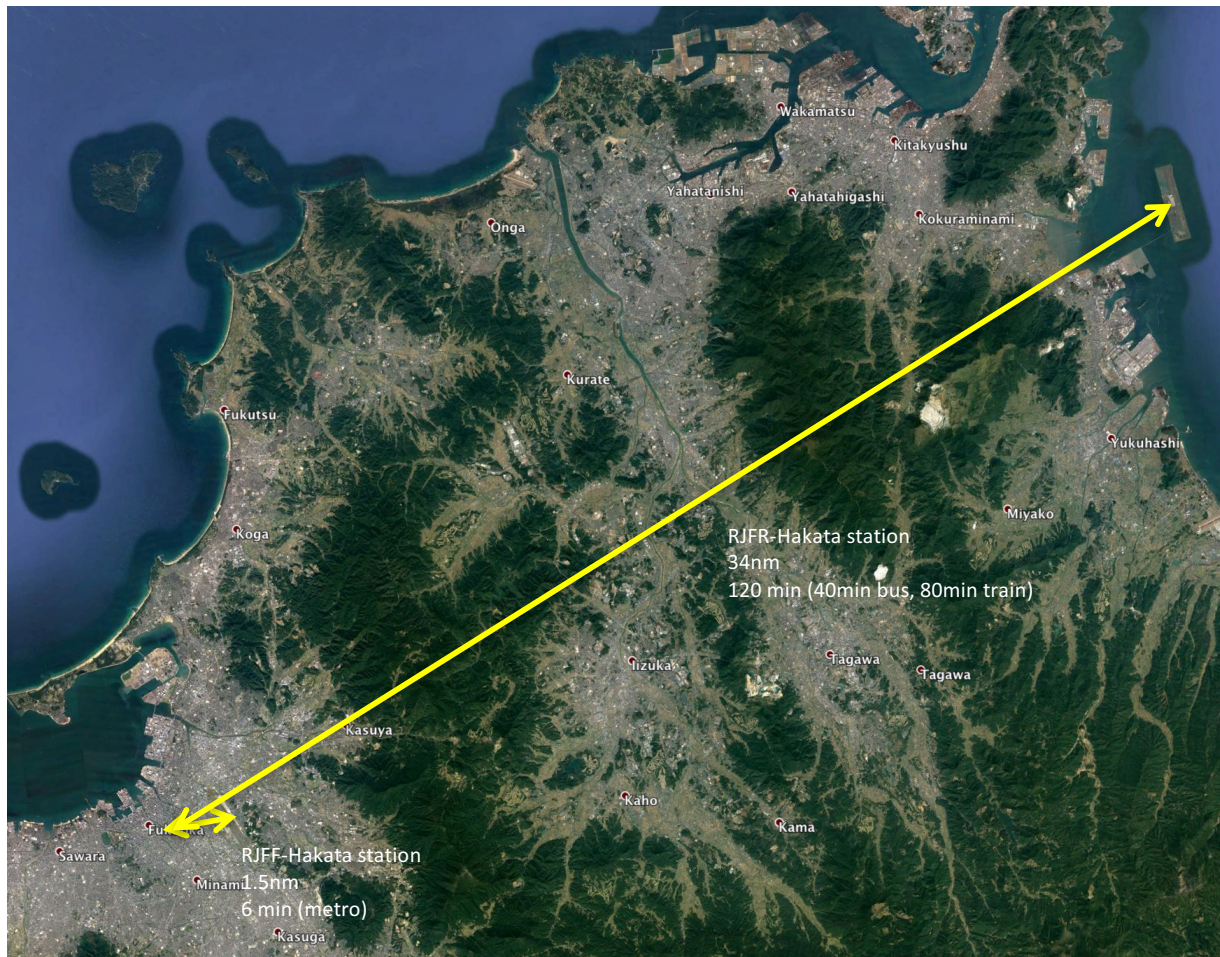 Wakamatsu
Kitakyushu
Yahatanishi
Yahatahigashi
Kokuraminami
Onga
Kurate
Fukutsu
Yukuhashi
Koga
Miyako
RJFR-Hakata station
34nm
120 min (40min bus, 80min train)
Iizuka
Tagawa
Tagawa
Kasuya
Kaho
Kama
Sawara
RJFF-Hakata station
1.5nm
6 min (metro)
Minami
Kasuga